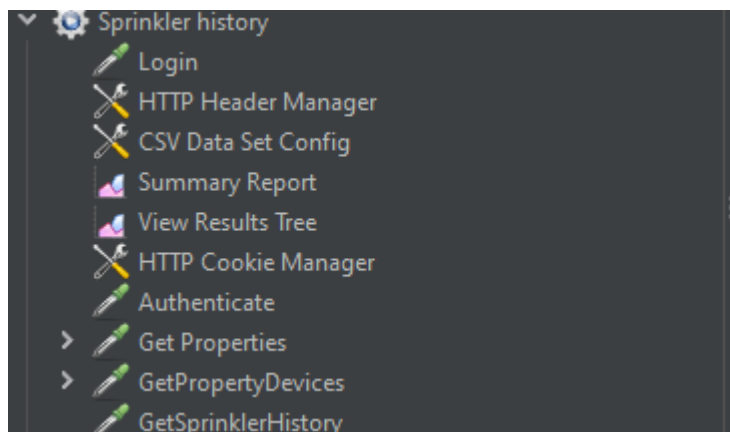 Sprinkler history
Login
HTTP Header Manager
CSV Data Set Config
Summary Report
View Results Tree
HTTP Cookie Manager
Authenticate
Get Properties
GetPropertyDevices
GetSprinklerHistory